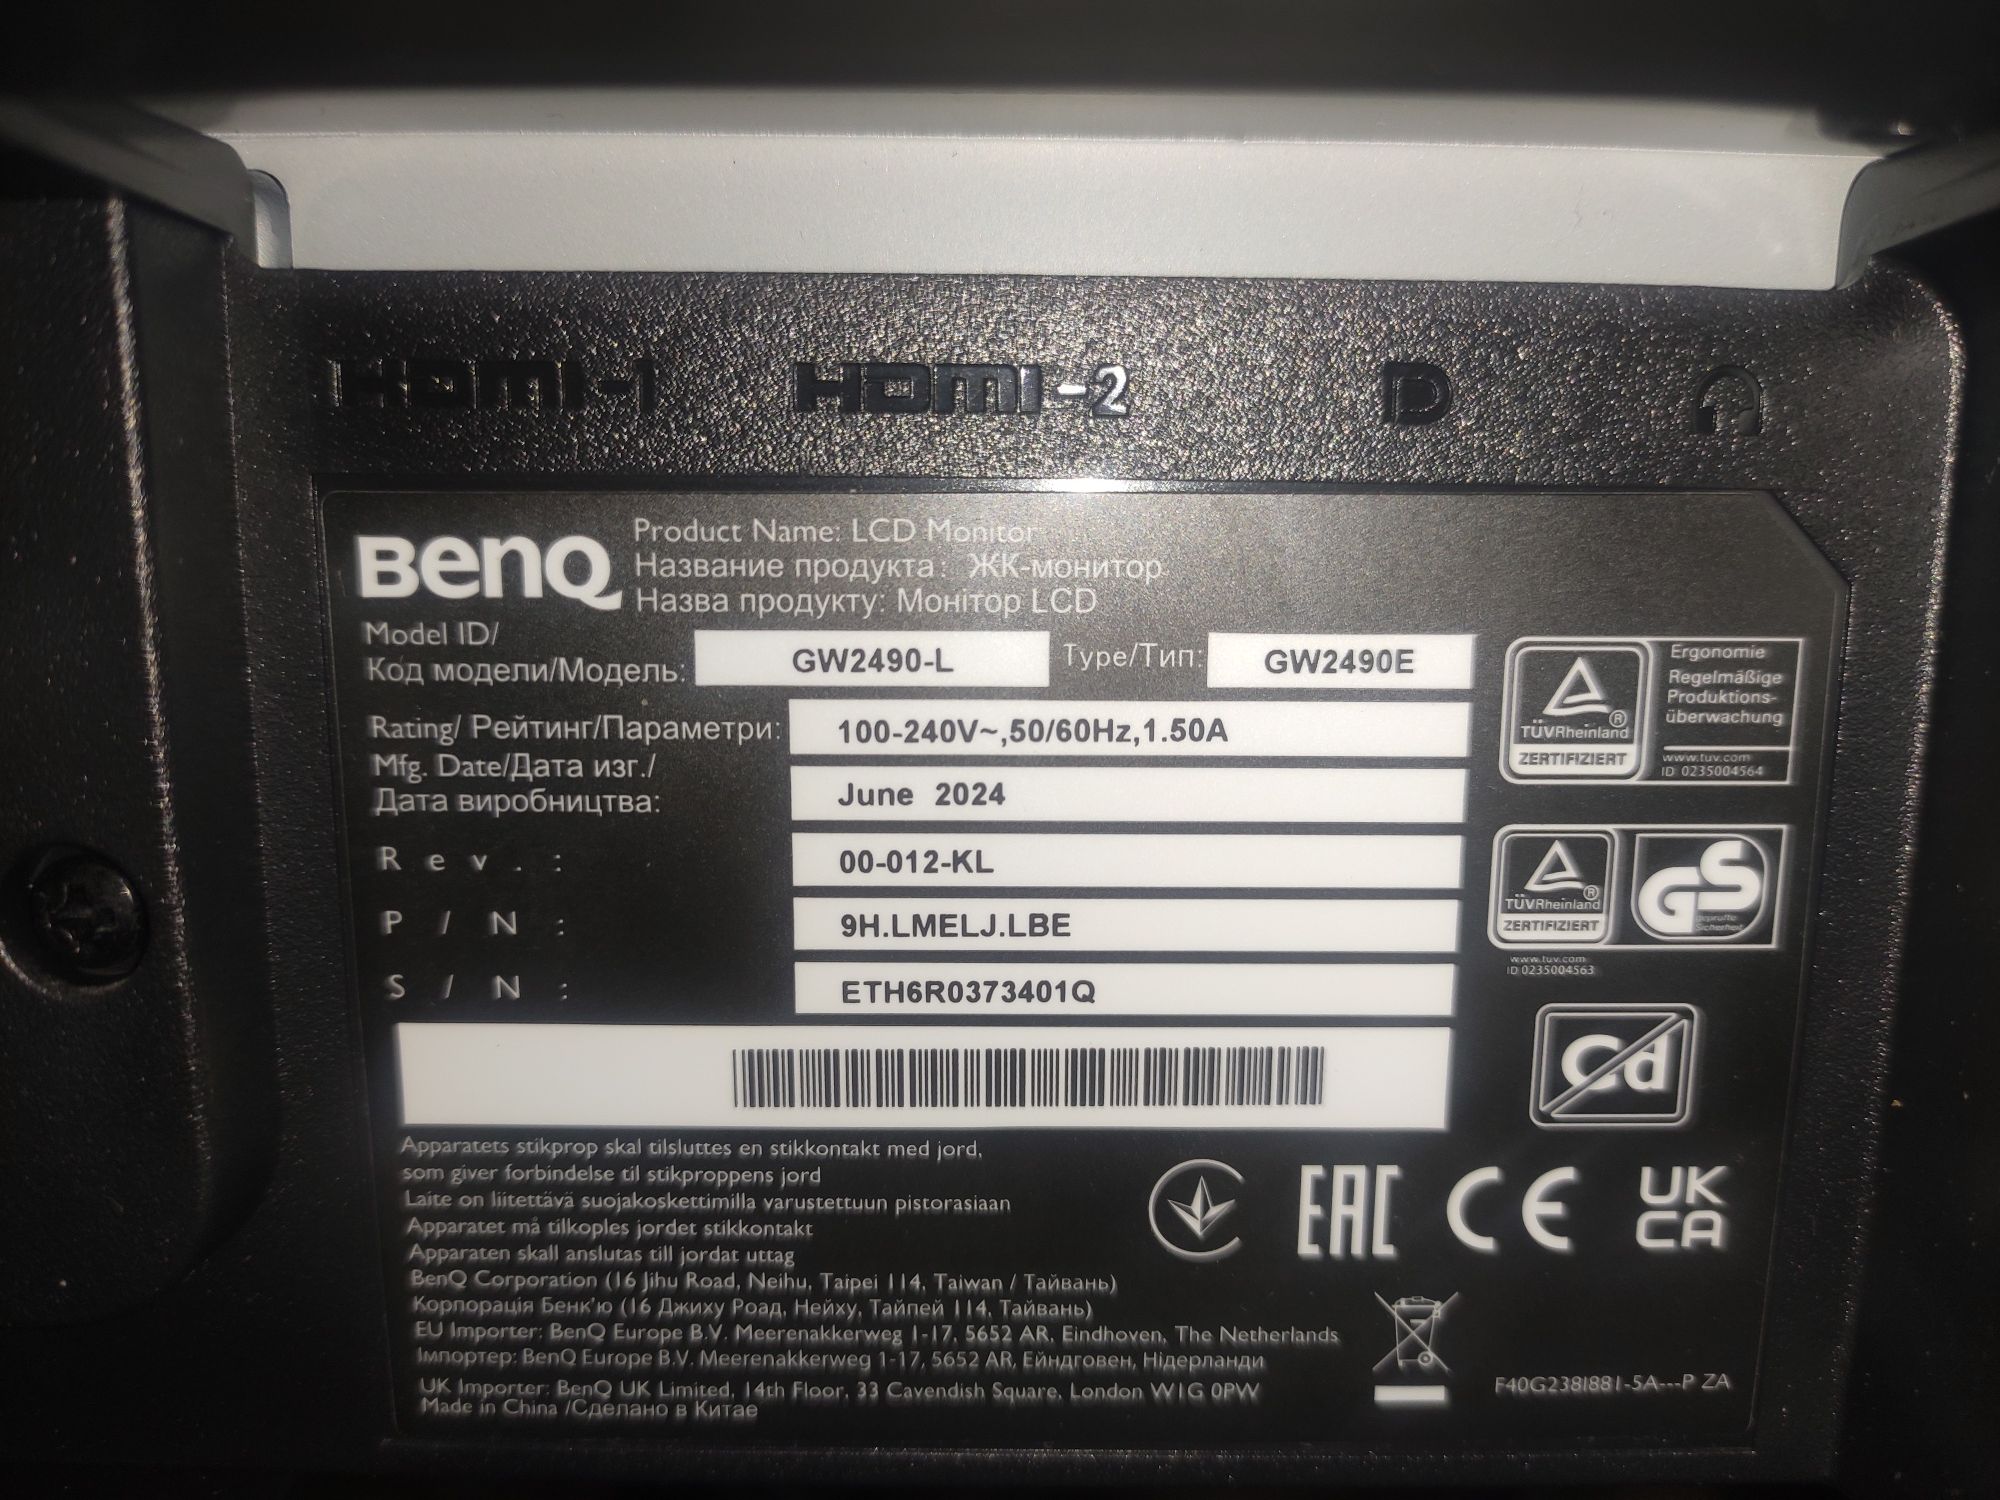 HDMI-1 HDMI-2
BenQ
Product Name: LCD Monitor
Название продукта: ЖК-монитор
Назва продукту: Монітор LCD
Model ID/
Код модели/Модель: GW2490-L Type/Тип: GW2490E
Rating/ Рейтинг/Параметри: 100-240V~,50/60Hz,1.50A
Mfg. Date/Дата изг./
Дата виробництва: June 2024
Rev.: 00-012-KL
P/N: 9H.LMELJ.LBE
S/N: ETH6R0373401Q
TÜVRheinland®
ZERTIFIZIERT
Ergonomie
Regelmäßige
Produktions-
überwachung
www.tuv.com
ID 0235004564
TÜVRheinland®
ZERTIFIZIERT
GS
geprüfte
Sicherheit
www.tuv.com
ID 0235004563
Cd
Apparatets stikprop skal tilsluttes en stikkontakt med jord,
som giver forbindelse til stikproppens jord
Laite on liitettävä suojakoskettimilla varustettuun pistorasiaan
Apparatet må tilkoples jordet stikkontakt
Apparaten skall anslutas till jordat uttag
BenQ Corporation (16 Jihu Road, Neihu, Taipei 114, Taiwan / Тайвань)
Корпорація Бенк'ю (16 Джиху Роад, Нейху, Тайпей 114, Тайвань)
EU Importer: BenQ Europe B.V. Meerenakkerweg 1-17, 5652 AR, Eindhoven, The Netherlands
Імпортер: BenQ Europe B.V. Meerenakkerweg 1-17, 5652 AR, Ейндговен, Нідерланди
UK Importer: BenQ UK Limited, 14th Floor, 33 Cavendish Square, London W1G 0PW
Made in China /Сделано в Китае
EAC CE UK
CA
F40G2381881-5A---P ZA